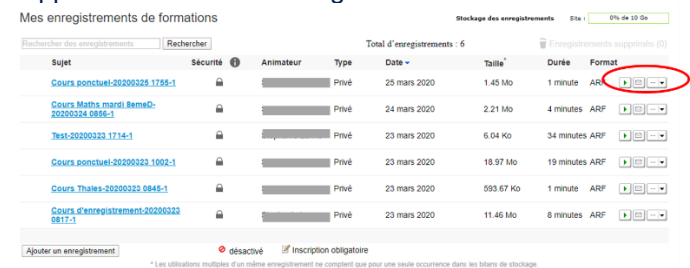 Mes enregistrements de formations
Stockage des enregistrements Site : 0% de 10 Go
Rechercher des enregistrements Rechercher Total d'enregistrements : 6 Enregistrements supprimés (0)
Sujet Sécurité Animateur Type Date Taille* Durée Format
Cours ponctuel-20200325 1755-1 Privé 25 mars 2020 1.45 Mo 1 minute ARF
Cours Maths mardi 8emeD-
20200324 0856-1 Privé 24 mars 2020 2.21 Mo 4 minutes ARF
Test-20200323 1714-1 Privé 23 mars 2020 6.04 Ko 34 minutes ARF
Cours ponctuel-20200323 1002-1 Privé 23 mars 2020 18.97 Mo 19 minutes ARF
Cours Thales-20200323 0845-1 Privé 23 mars 2020 593.67 Ko 1 minute ARF
Cours d'enregistrement-20200323
0817-1 Privé 23 mars 2020 11.46 Mo 8 minutes ARF
Ajouter un enregistrement désactivé Inscription obligatoire
* Les utilisations multiples d'un même enregistrement ne comptent que pour une seule occurrence dans les bilans de stockage.